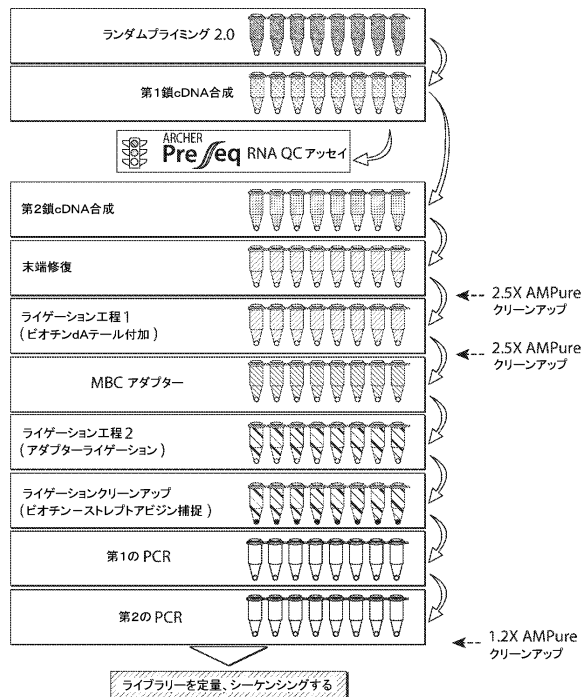 ランダムプライミング 2.0
第1鎖cDNA合成
ARCHER
PreSeq RNA QC アッセイ
第2鎖cDNA合成
末端修復
2.5X AMPure
クリーンアップ
ライゲーション工程1
(ビオチンdAテール付加)
2.5X AMPure
クリーンアップ
MBC アダプター
ライゲーション工程2
(アダプターライゲーション)
ライゲーションクリーンアップ
(ビオチンーストレプトアビジン補捉)
第1の PCR
第2の PCR
1.2X AMPure
クリーンアップ
ライブラリーを定量、シーケンシングする